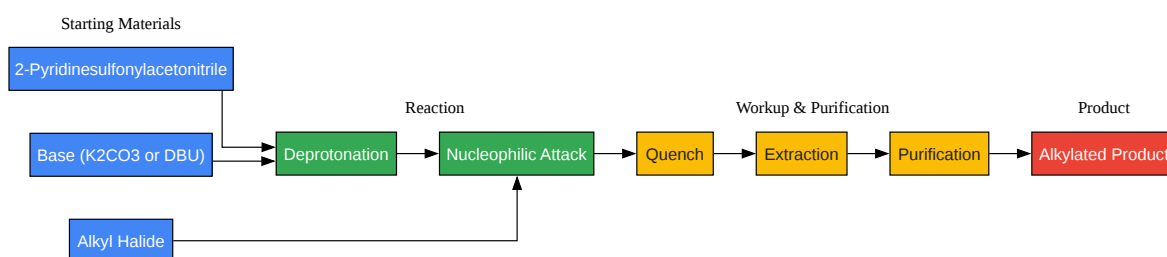 Starting Materials
2-Pyridinesulfonylacetonitrile
Reaction
Workup & Purification
Product
Base (K2CO3 or DBU)
Deprotonation
Nucleophilic Attack
Quench
Extraction
Purification
Alkylated Product
Alkyl Halide